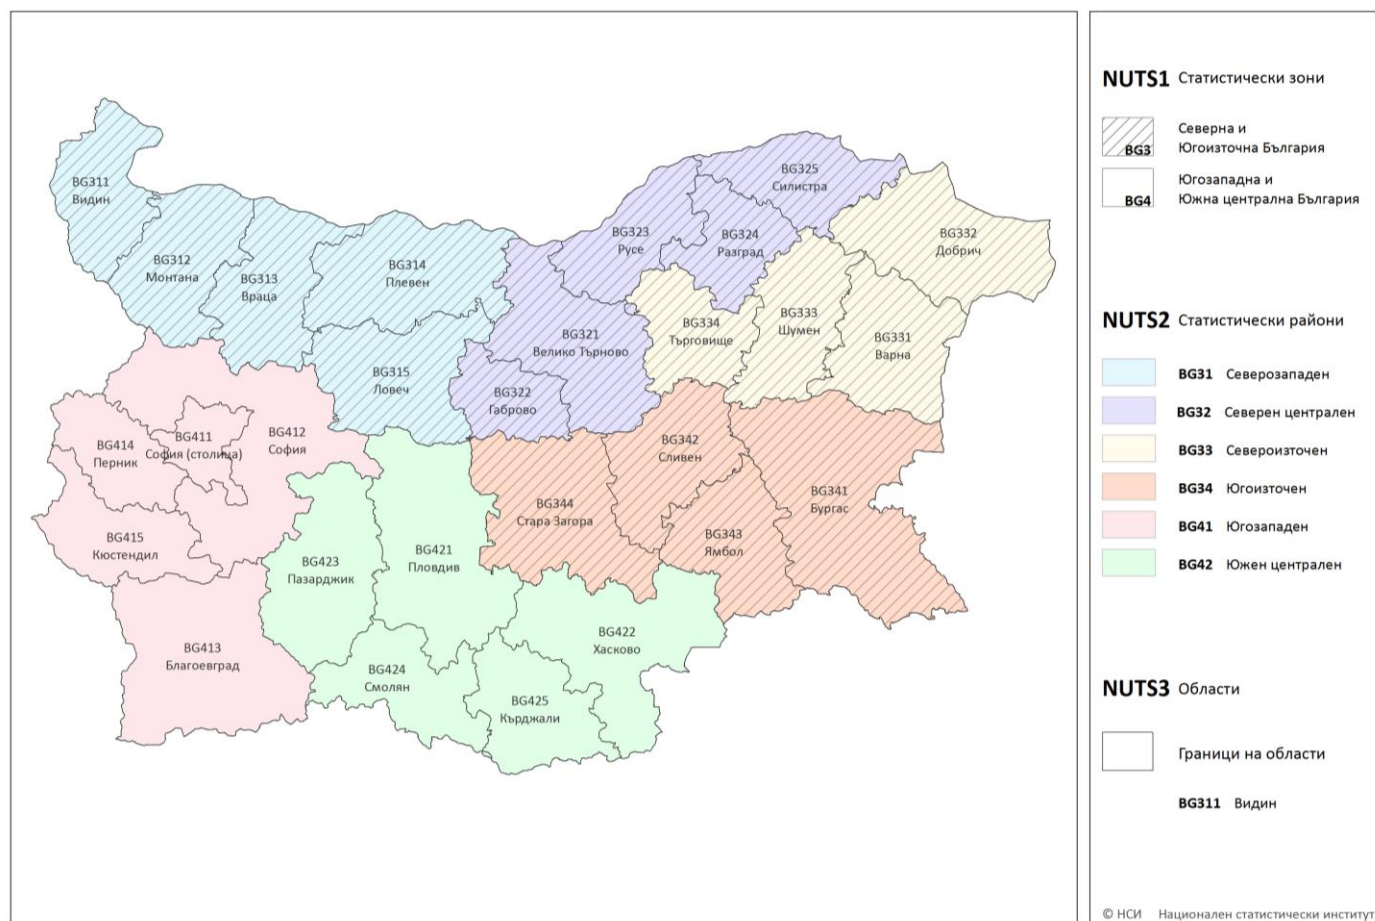 BG311
Видин
BG312
Монтана
BG313
Враца
BG314
Плевен
BG315
Ловеч
BG321
Велико Търново
BG322
Габрово
BG323
Русе
BG324
Разград
BG325
Силистра
BG332
Добрич
BG334
Търговище
BG333
Шумен
BG331
Варна
BG414
Перник
BG411
София (столица)
BG412
София
BG415
Кюстендил
BG413
Благоевград
BG423
Пазарджик
BG421
Пловдив
BG424
Смолян
BG425
Кърджали
BG422
Хасково
BG344
Стара Загора
BG342
Сливен
BG343
Ямбол
BG341
Бургас
NUTS1 Статистически зони
BG3 Северна и
Югоизточна България
BG4 Югозападна и
Южна централна България
NUTS2 Статистически райони
BG31 Северозападен
BG32 Северен централен
BG33 Североизточен
BG34 Югоизточен
BG41 Югозападен
BG42 Южен централен
NUTS3 Области
Граници на области
BG311 Видин
© НСИ Национален статистически институт